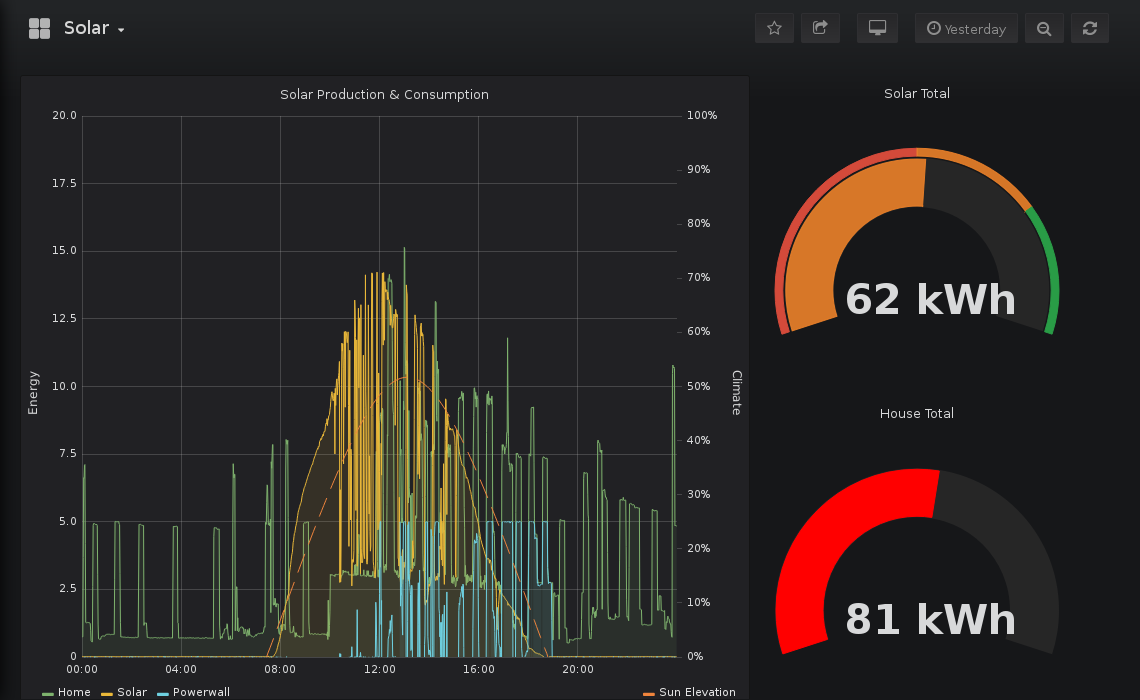 Solar
Yesterday
Solar Production & Consumption
20.0
17.5
15.0
12.5
10.0
7.5
5.0
2.5
0
Energy
100%
90%
80%
70%
60%
50%
40%
30%
20%
10%
0%
Climate
00:00 04:00 08:00 12:00 16:00 20:00
Home Solar Powerwall Sun Elevation
Solar Total
62 kWh
House Total
81 kWh